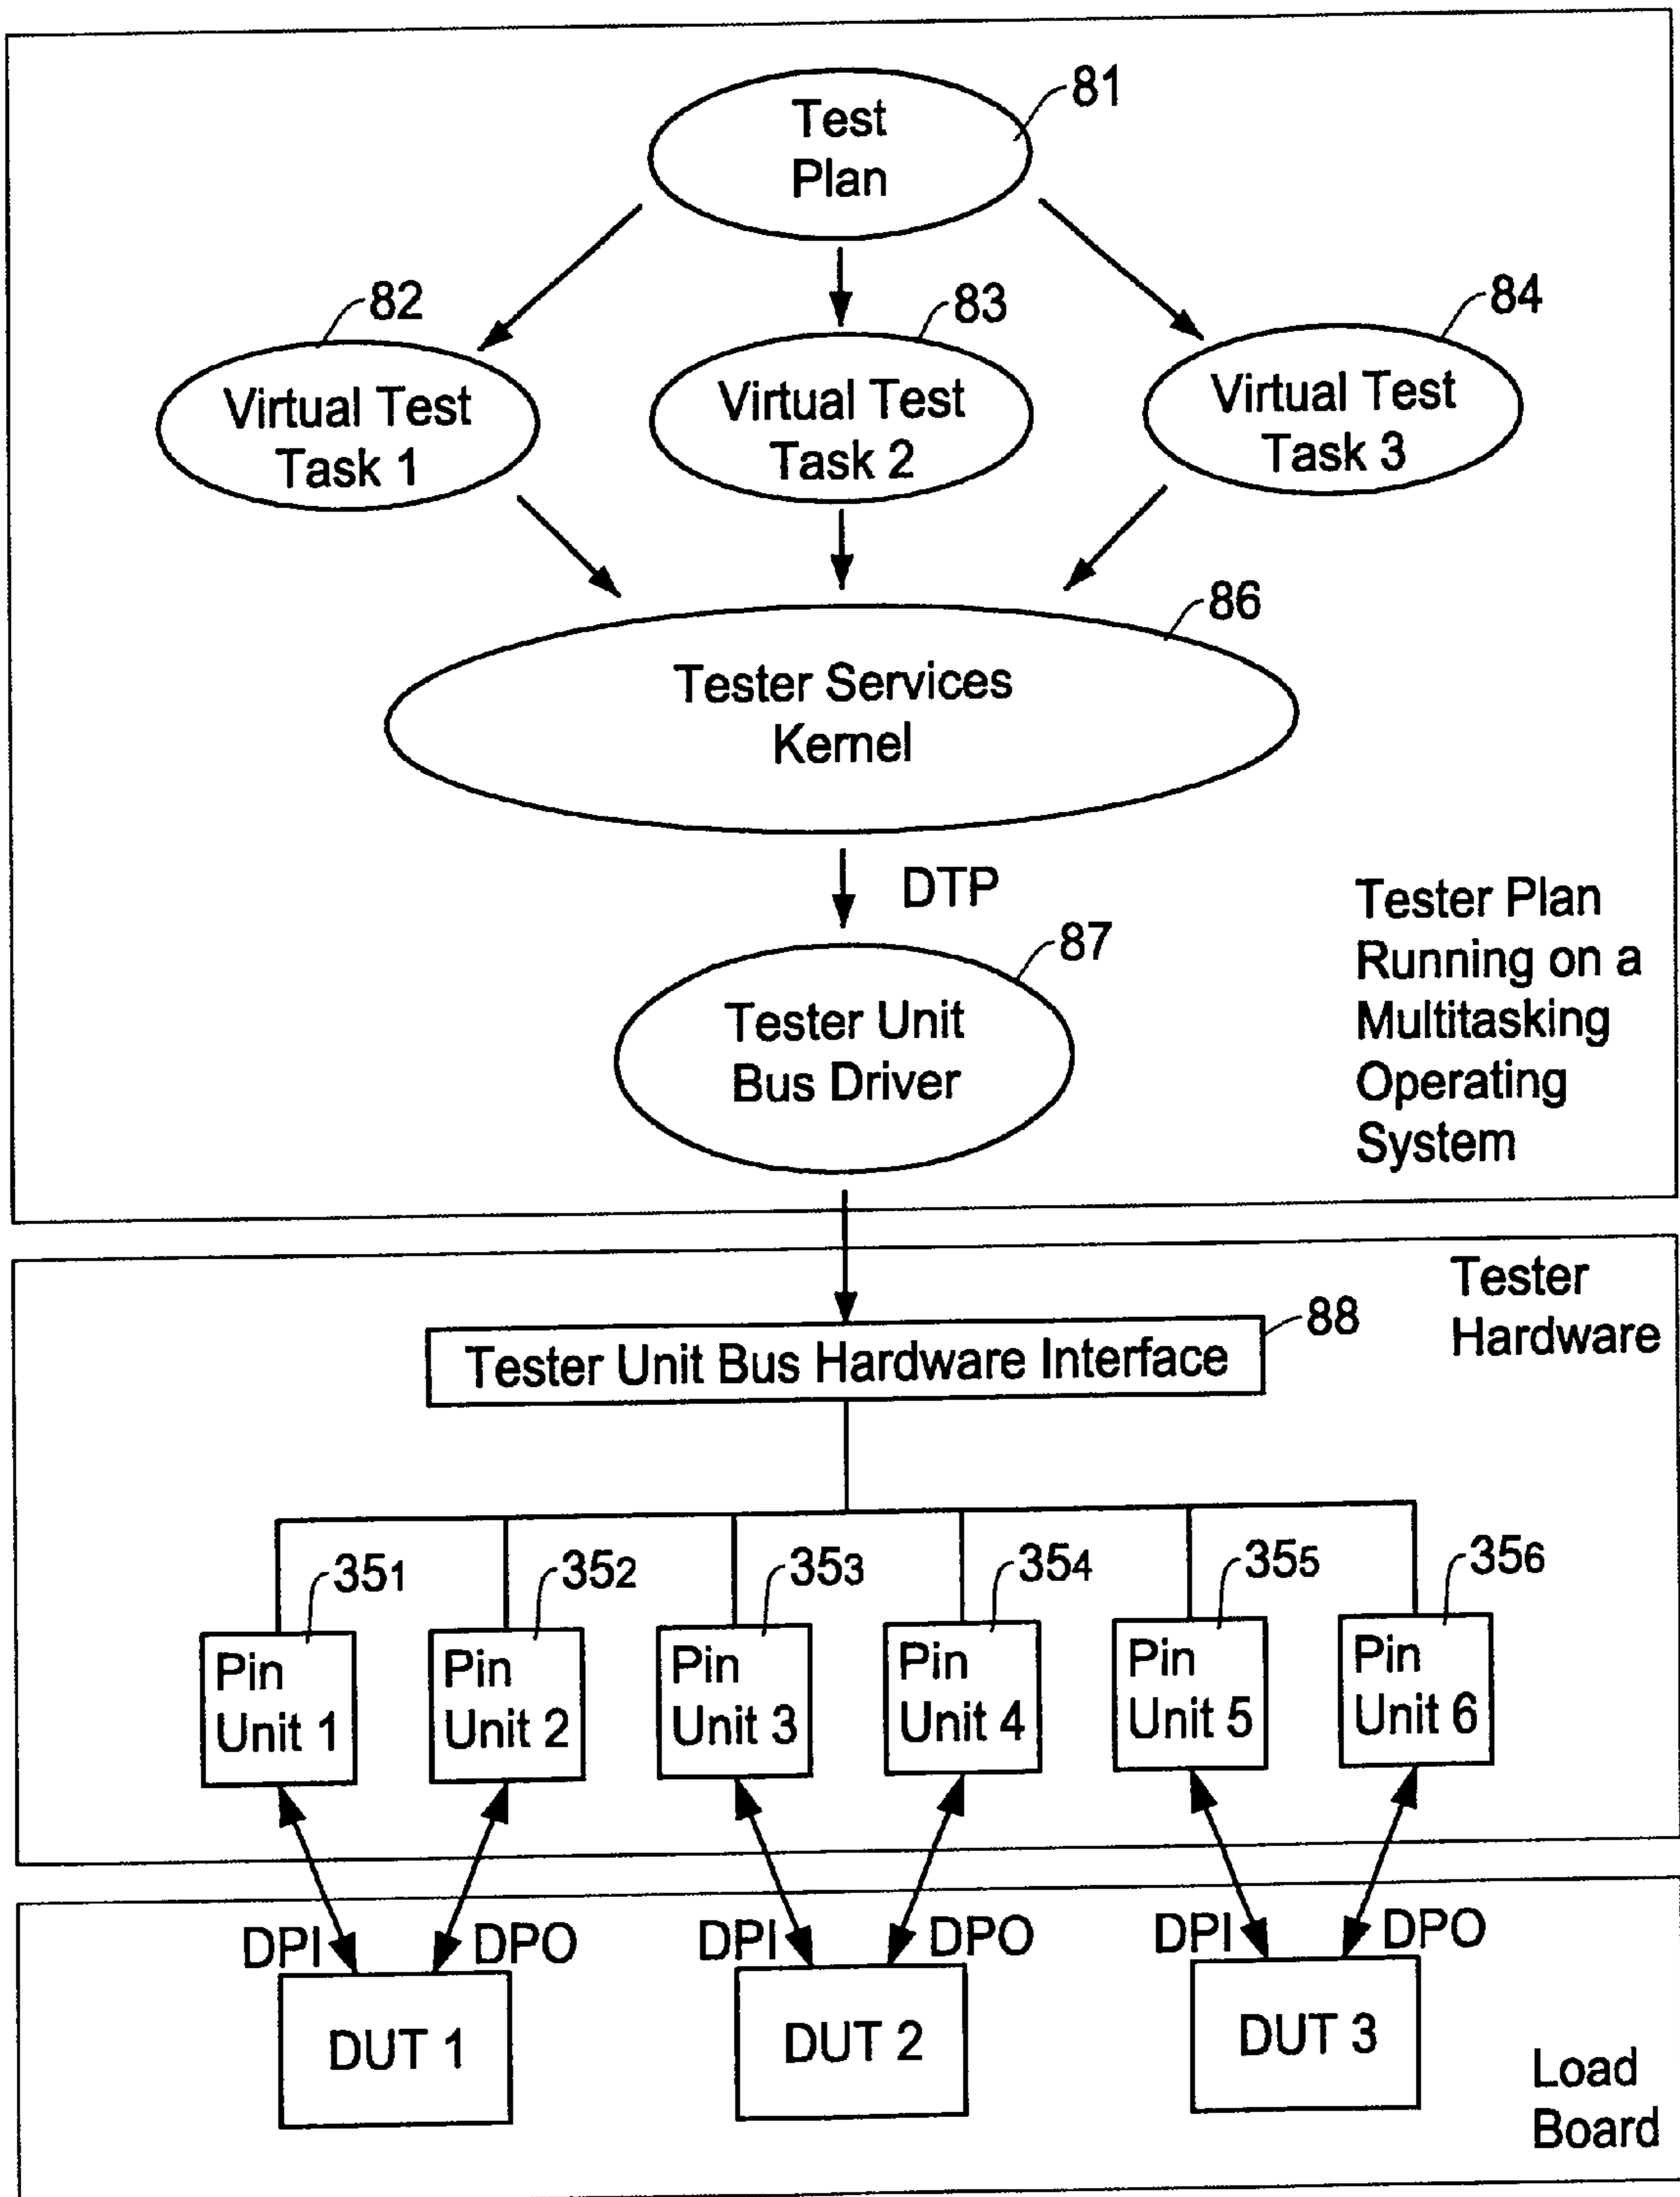 81
Test
Plan
82
83
84
Virtual Test
Task 1
Virtual Test
Task 2
Virtual Test
Task 3
86
Tester Services
Kernel
DTP
87
Tester Unit
Bus Driver
Tester Plan
Running on a
Multitasking
Operating
System
Tester
Hardware
88
Tester Unit Bus Hardware Interface
351
352
353
354
355
356
Pin
Unit 1
Pin
Unit 2
Pin
Unit 3
Pin
Unit 4
Pin
Unit 5
Pin
Unit 6
DPI
DPO
DPI
DPO
DPI
DPO
DUT 1
DUT 2
DUT 3
Load
Board